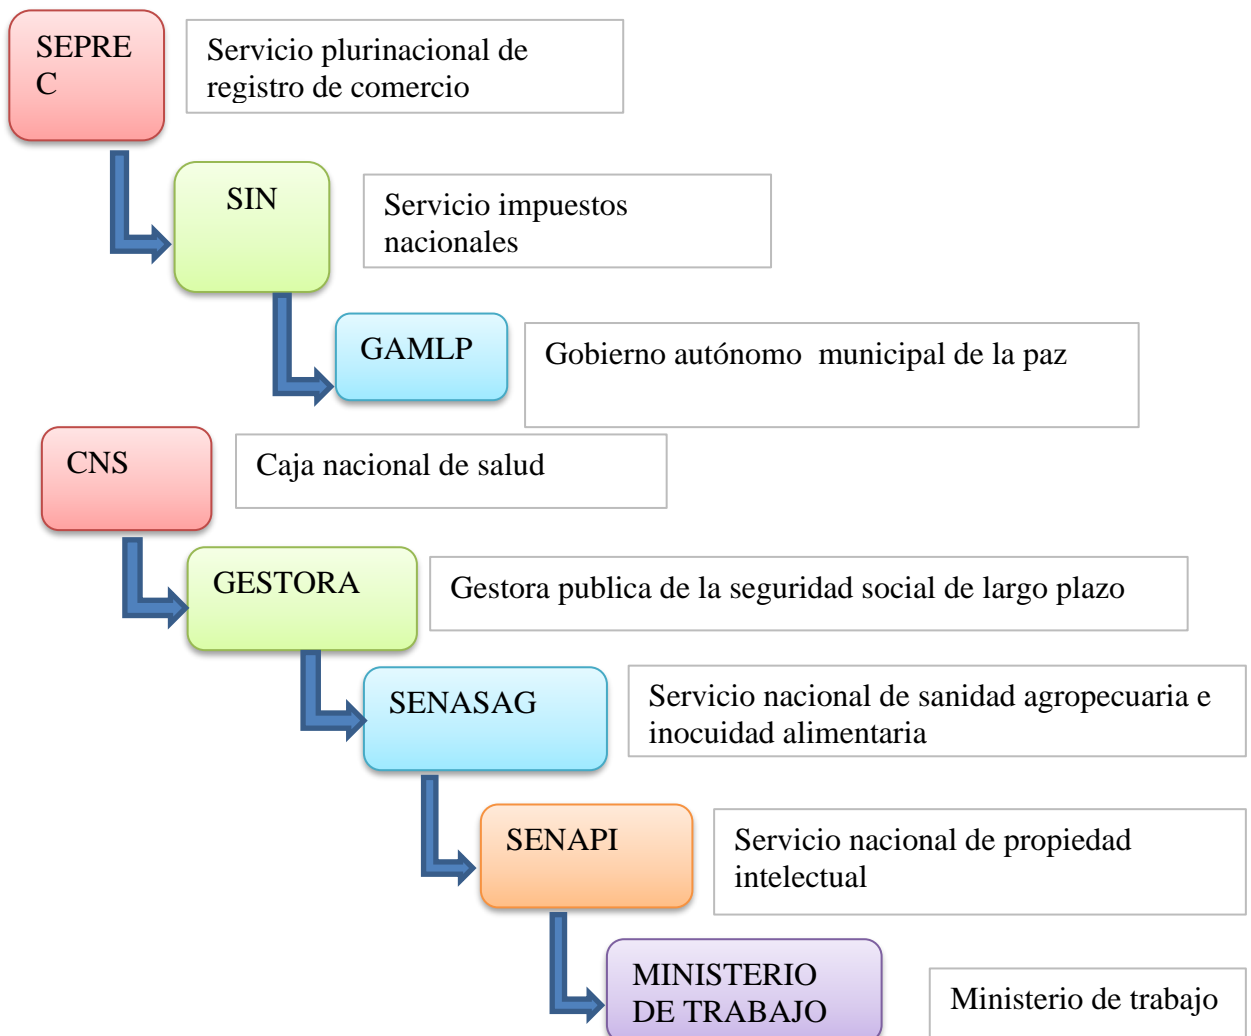 SEPRE
C
Servicio plurinacional de
registro de comercio
SIN
Servicio impuestos
nacionales
GAMLP
Gobierno autónomo  municipal de la paz
CNS
Caja nacional de salud
GESTORA
Gestora publica de la seguridad social de largo plazo
SENASAG
Servicio nacional de sanidad agropecuaria e
inocuidad alimentaria
SENAPI
Servicio nacional de propiedad
intelectual
MINISTERIO
DE TRABAJO
Ministerio de trabajo